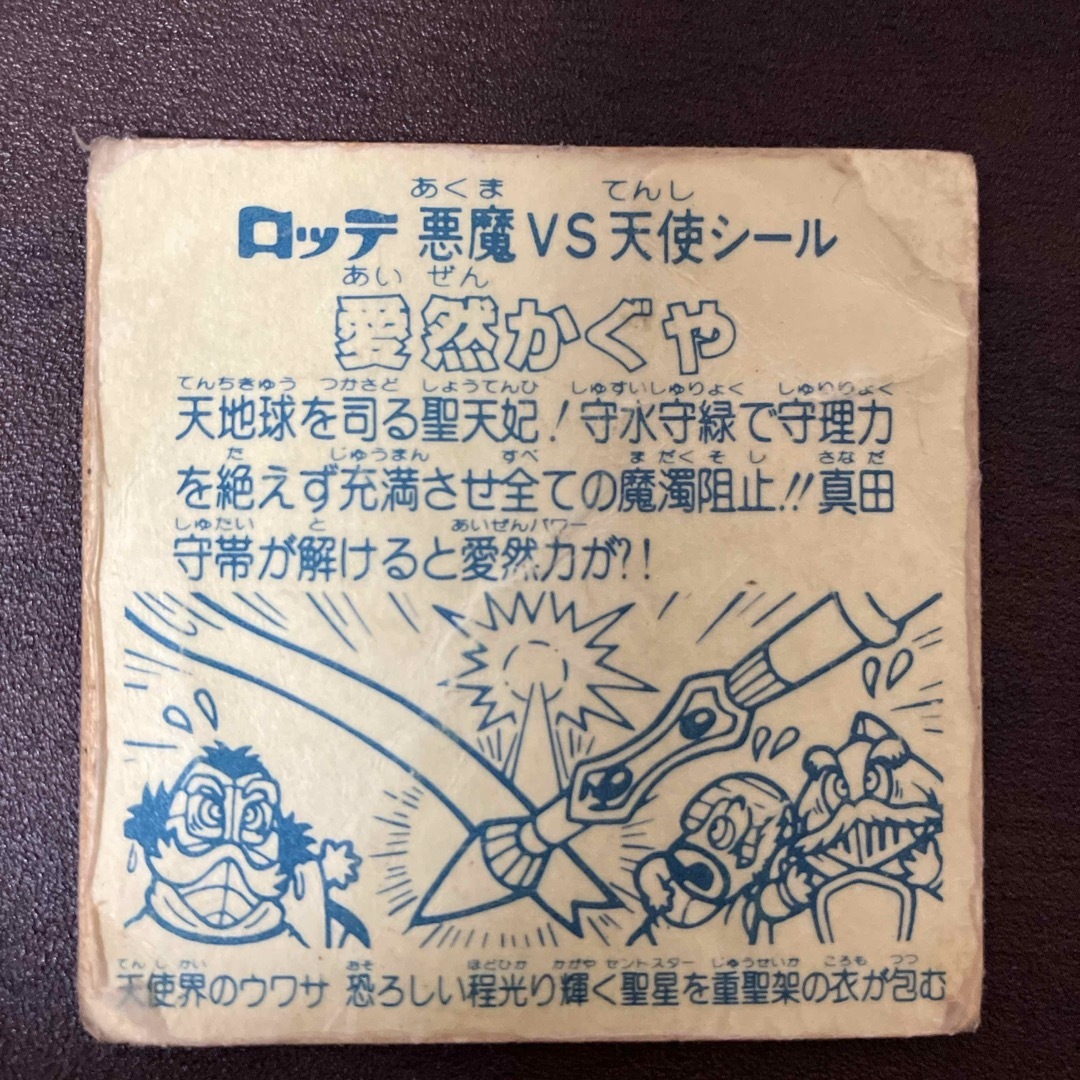 あくま てんし
ロッテ 悪魔VS天使シール
あい ぜん
愛然かぐや
てんちきゅう つかさど しょうてんひ しゅすいしゅりょく しゅりりょく
天地球を司る聖天妃！守水守緑で守理力
た じゅうまん すべ まだくそし さなだ
を絶えず充満させ全ての魔濁阻止!!真田
しゅたい と あいぜんパワー
守帯が解けると愛然力が?!
てんしかい おそ ほどひか かがや セントスター じゅうせいか ころも つつ
天使界のウワサ 恐ろしい程光り輝く聖星を重聖架の衣が包む